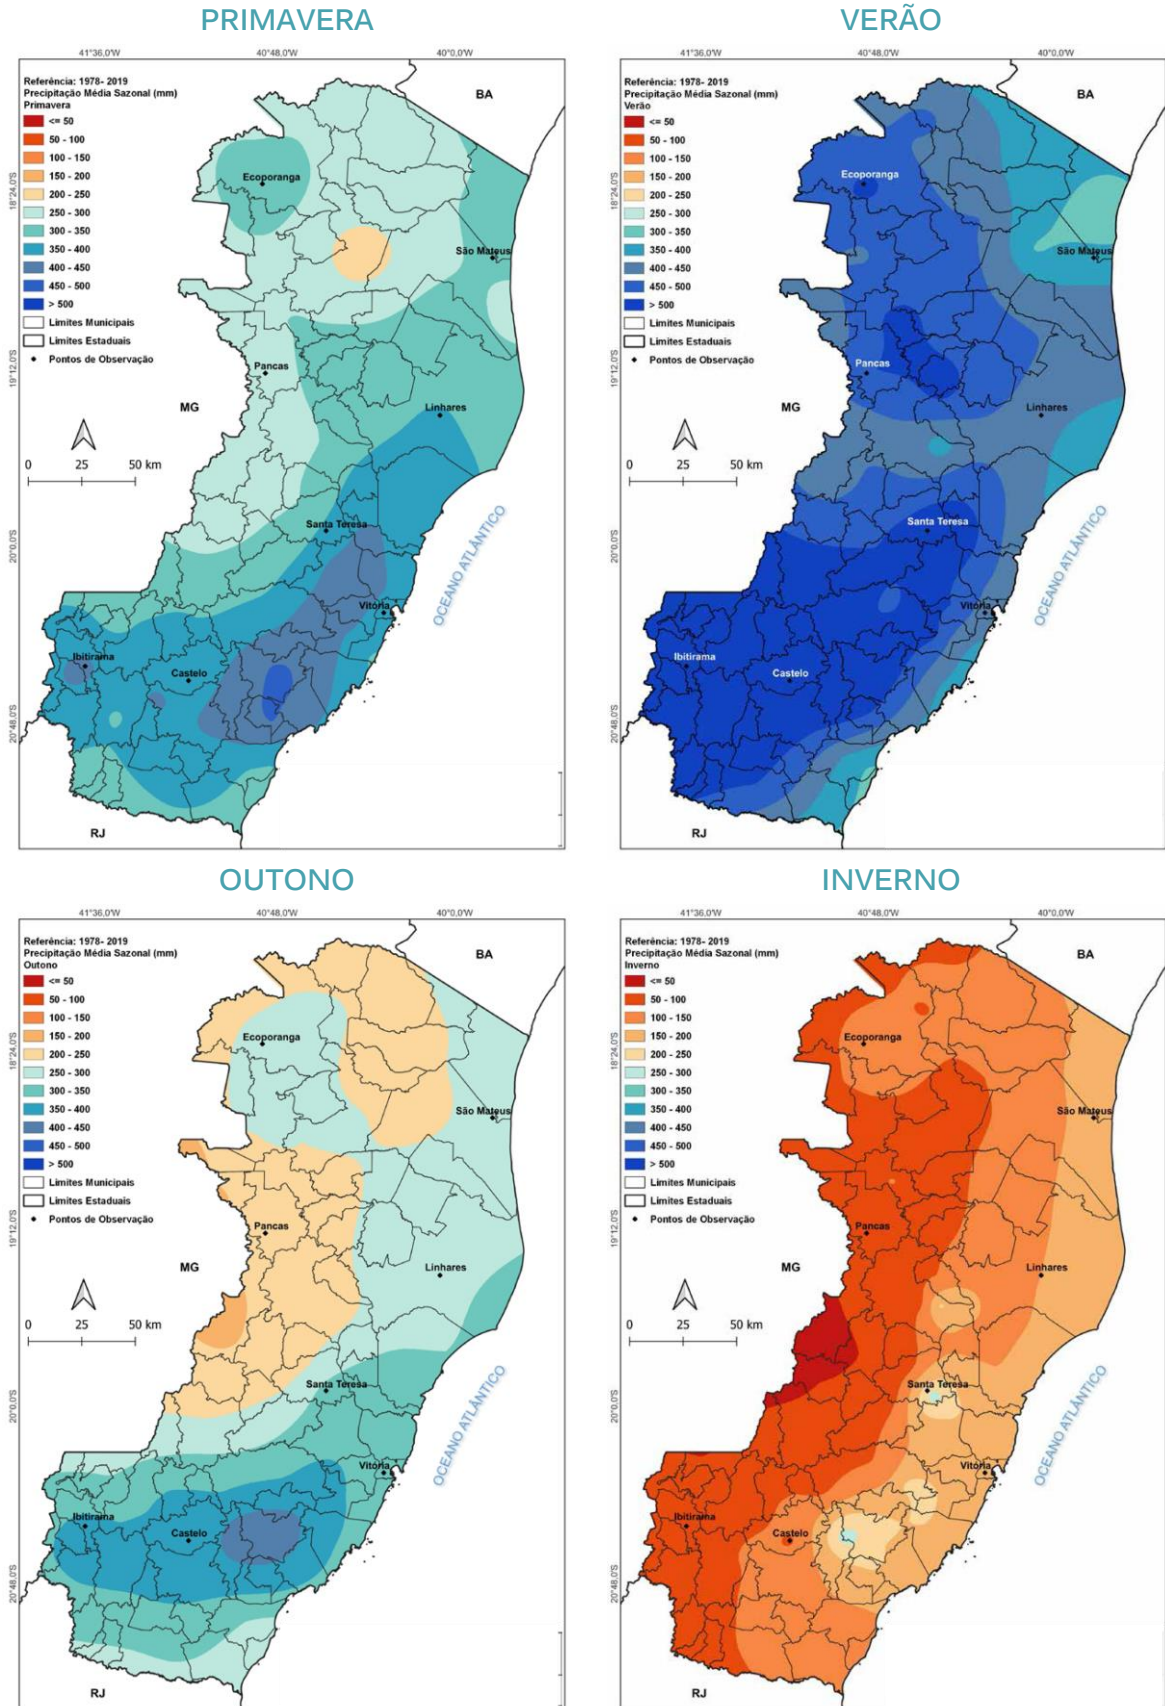 PRIMAVERA
41°36,0'W 40°48,0'W 40°0,0'W
Referência: 1978- 2019
Precipitação Média Sazonal (mm)
Primavera
<= 50
50 - 100
100 - 150
150 - 200
200 - 250
250 - 300
300 - 350
350 - 400
400 - 450
450 - 500
> 500
Limites Municipais
Limites Estaduais
Pontos de Observação
0 25 50 km
18°24,0'S
19°12,0'S
20°0,0'S
20°48,0'S
BA
Ecoporanga
São Mateus
Pancas
MG
Linhares
Santa Teresa
OCEANO ATLÂNTICO
Vitória
Ibitirama
Castelo
RJ
VERÃO
41°36,0'W 40°48,0'W 40°0,0'W
Referência: 1978- 2019
Precipitação Média Sazonal (mm)
Verão
<= 50
50 - 100
100 - 150
150 - 200
200 - 250
250 - 300
300 - 350
350 - 400
400 - 450
450 - 500
> 500
Limites Municipais
Limites Estaduais
Pontos de Observação
0 25 50 km
18°24,0'S
19°12,0'S
20°0,0'S
20°48,0'S
BA
Ecoporanga
São Mateus
Pancas
MG
Linhares
Santa Teresa
OCEANO ATLÂNTICO
Vitória
Ibitirama
Castelo
RJ
OUTONO
41°36,0'W 40°48,0'W 40°0,0'W
Referência: 1978- 2019
Precipitação Média Sazonal (mm)
Outono
<= 50
50 - 100
100 - 150
150 - 200
200 - 250
250 - 300
300 - 350
350 - 400
400 - 450
450 - 500
> 500
Limites Municipais
Limites Estaduais
Pontos de Observação
0 25 50 km
18°24,0'S
19°12,0'S
20°0,0'S
20°48,0'S
BA
Ecoporanga
São Mateus
Pancas
MG
Linhares
Santa Teresa
OCEANO ATLÂNTICO
Vitória
Ibitirama
Castelo
RJ
INVERNO
41°36,0'W 40°48,0'W 40°0,0'W
Referência: 1978- 2019
Precipitação Média Sazonal (mm)
Inverno
<= 50
50 - 100
100 - 150
150 - 200
200 - 250
250 - 300
300 - 350
350 - 400
400 - 450
450 - 500
> 500
Limites Municipais
Limites Estaduais
Pontos de Observação
0 25 50 km
18°24,0'S
19°12,0'S
20°0,0'S
20°48,0'S
BA
Ecoporanga
São Mateus
Pancas
MG
Linhares
Santa Teresa
OCEANO ATLÂNTICO
Vitória
Ibitirama
Castelo
RJ